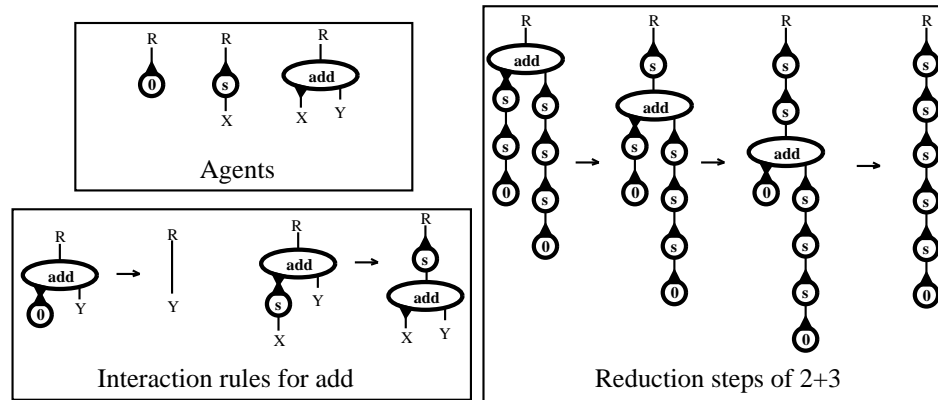 R R R
0 s add
X X Y
Agents
R R R R
add add s
0 Y Y s Y add
X X Y
Interaction rules for add
R R R R
add s s s
s s add s s
s s s s add s
0 s 0 s 0 s s
0 s s s
0 s 0
0
Reduction steps of 2+3